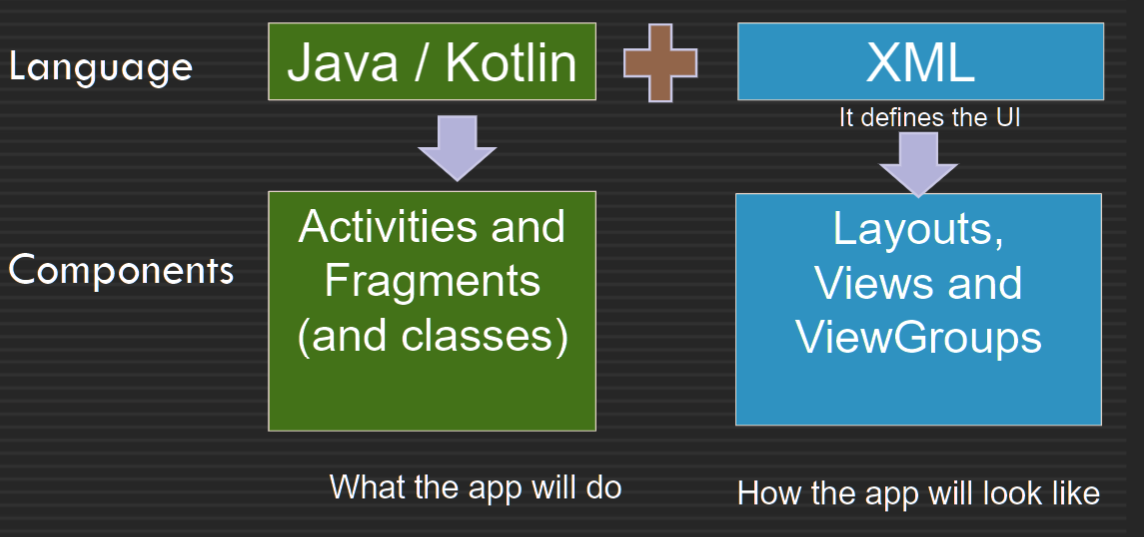 Language
Java / Kotlin
XML
It defines the UI
Components
Activities and
Fragments
(and classes)
Layouts,
Views and
ViewGroups
What the app will do
How the app will look like